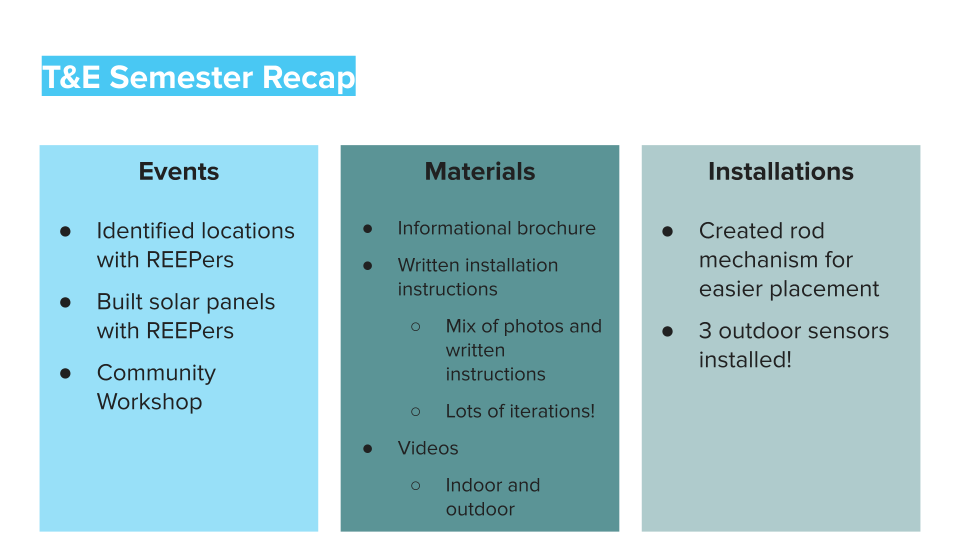 T&E Semester Recap
Events
● Identified locations
with REEPers
● Built solar panels
with REEPers
● Community
Workshop
Materials
● Informational brochure
● Written installation
instructions
○ Mix of photos and
written
instructions
○ Lots of iterations!
● Videos
○ Indoor and
outdoor
Installations
● Created rod
mechanism for
easier placement
● 3 outdoor sensors
installed!